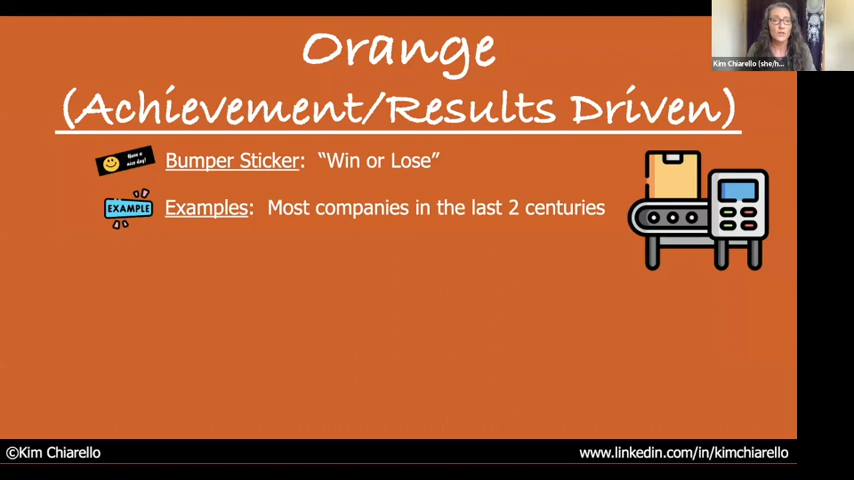 Orange
(Achievement/Results Driven)
Have a
nice day!
Bumper Sticker: “Win or Lose”
EXAMPLE
Examples: Most companies in the last 2 centuries
Kim Chiarello (she/h...
©Kim Chiarello
www.linkedin.com/in/kimchiarello